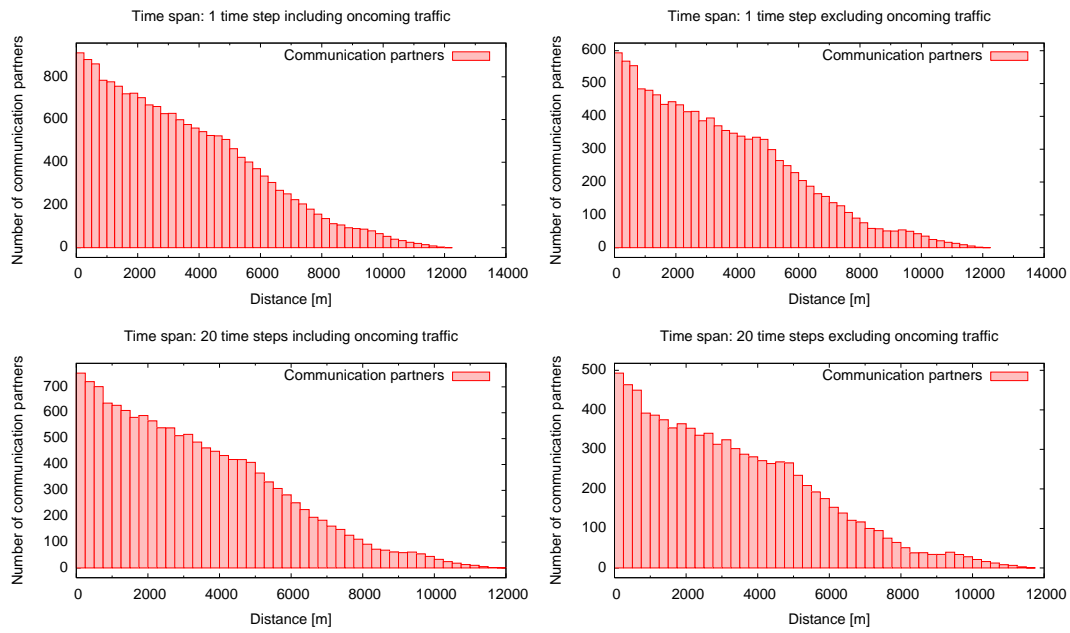 Time span: 1 time step including oncoming traffic
Number of communication partners
Communication partners
800
600
400
200
0
0 2000 4000 6000 8000 10000 12000 14000
Distance [m]
Time span: 1 time step excluding oncoming traffic
Number of communication partners
Communication partners
600
500
400
300
200
100
0
0 2000 4000 6000 8000 10000 12000 14000
Distance [m]
Time span: 20 time steps including oncoming traffic
Number of communication partners
Communication partners
700
600
500
400
300
200
100
0
0 2000 4000 6000 8000 10000 12000
Distance [m]
Time span: 20 time steps excluding oncoming traffic
Number of communication partners
Communication partners
500
400
300
200
100
0
0 2000 4000 6000 8000 10000 12000
Distance [m]